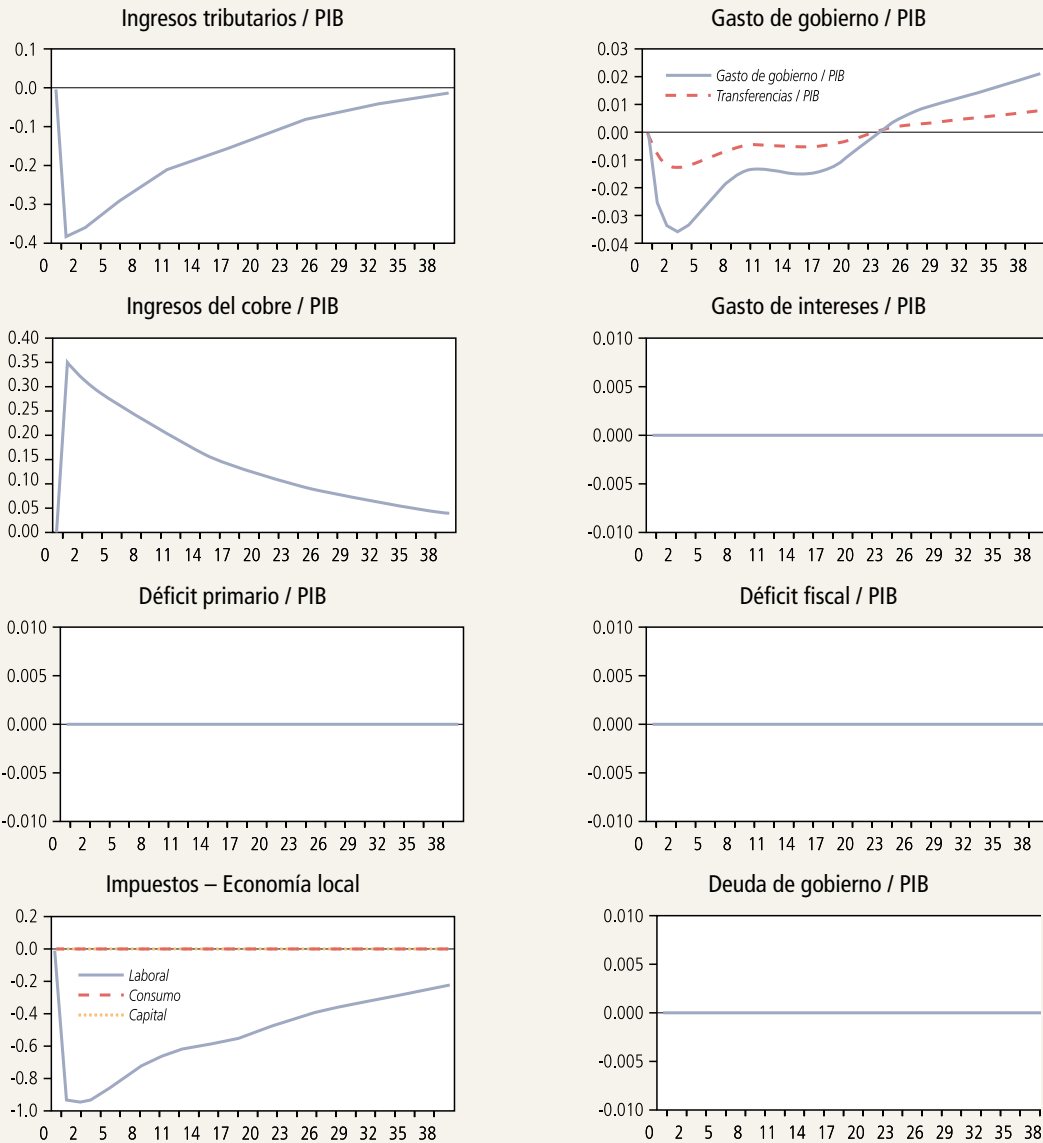 Ingresos tributarios / PIB
0.1
0.0
-0.1
-0.2
-0.3
-0.4
0 2 5 8 11 14 17 20 23 26 29 32 35 38
Gasto de gobierno / PIB
0.03
0.02
0.01
0.00
-0.01
-0.02
-0.03
-0.04
Gasto de gobierno / PIB
Transferencias / PIB
0 2 5 8 11 14 17 20 23 26 29 32 35 38
Ingresos del cobre / PIB
0.40
0.35
0.30
0.25
0.20
0.15
0.10
0.05
0.00
0 2 5 8 11 14 17 20 23 26 29 32 35 38
Gasto de intereses / PIB
0.010
0.005
0.000
-0.005
-0.010
0 2 5 8 11 14 17 20 23 26 29 32 35 38
Déficit primario / PIB
0.010
0.005
0.000
-0.005
-0.010
0 2 5 8 11 14 17 20 23 26 29 32 35 38
Déficit fiscal / PIB
0.010
0.005
0.000
-0.005
-0.010
0 2 5 8 11 14 17 20 23 26 29 32 35 38
Impuestos – Economía local
0.2
0.0
-0.2
-0.4
-0.6
-0.8
-1.0
Laboral
Consumo
Capital
0 2 5 8 11 14 17 20 23 26 29 32 35 38
Deuda de gobierno / PIB
0.010
0.005
0.000
-0.005
-0.010
0 2 5 8 11 14 17 20 23 26 29 32 35 38